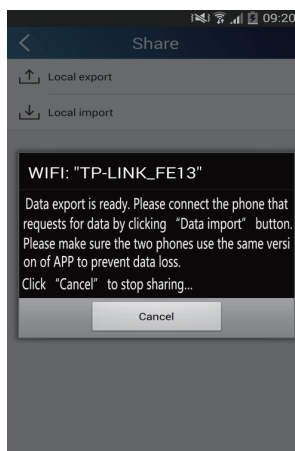 09:20
Share
Local export
Local import
WIFI: "TP-LINK_FE13"
Data export is ready. Please connect the phone that
requests for data by clicking “Data import” button.
Please make sure the two phones use the same versi
on of APP to prevent data loss.
Click “Cancel” to stop sharing...
Cancel